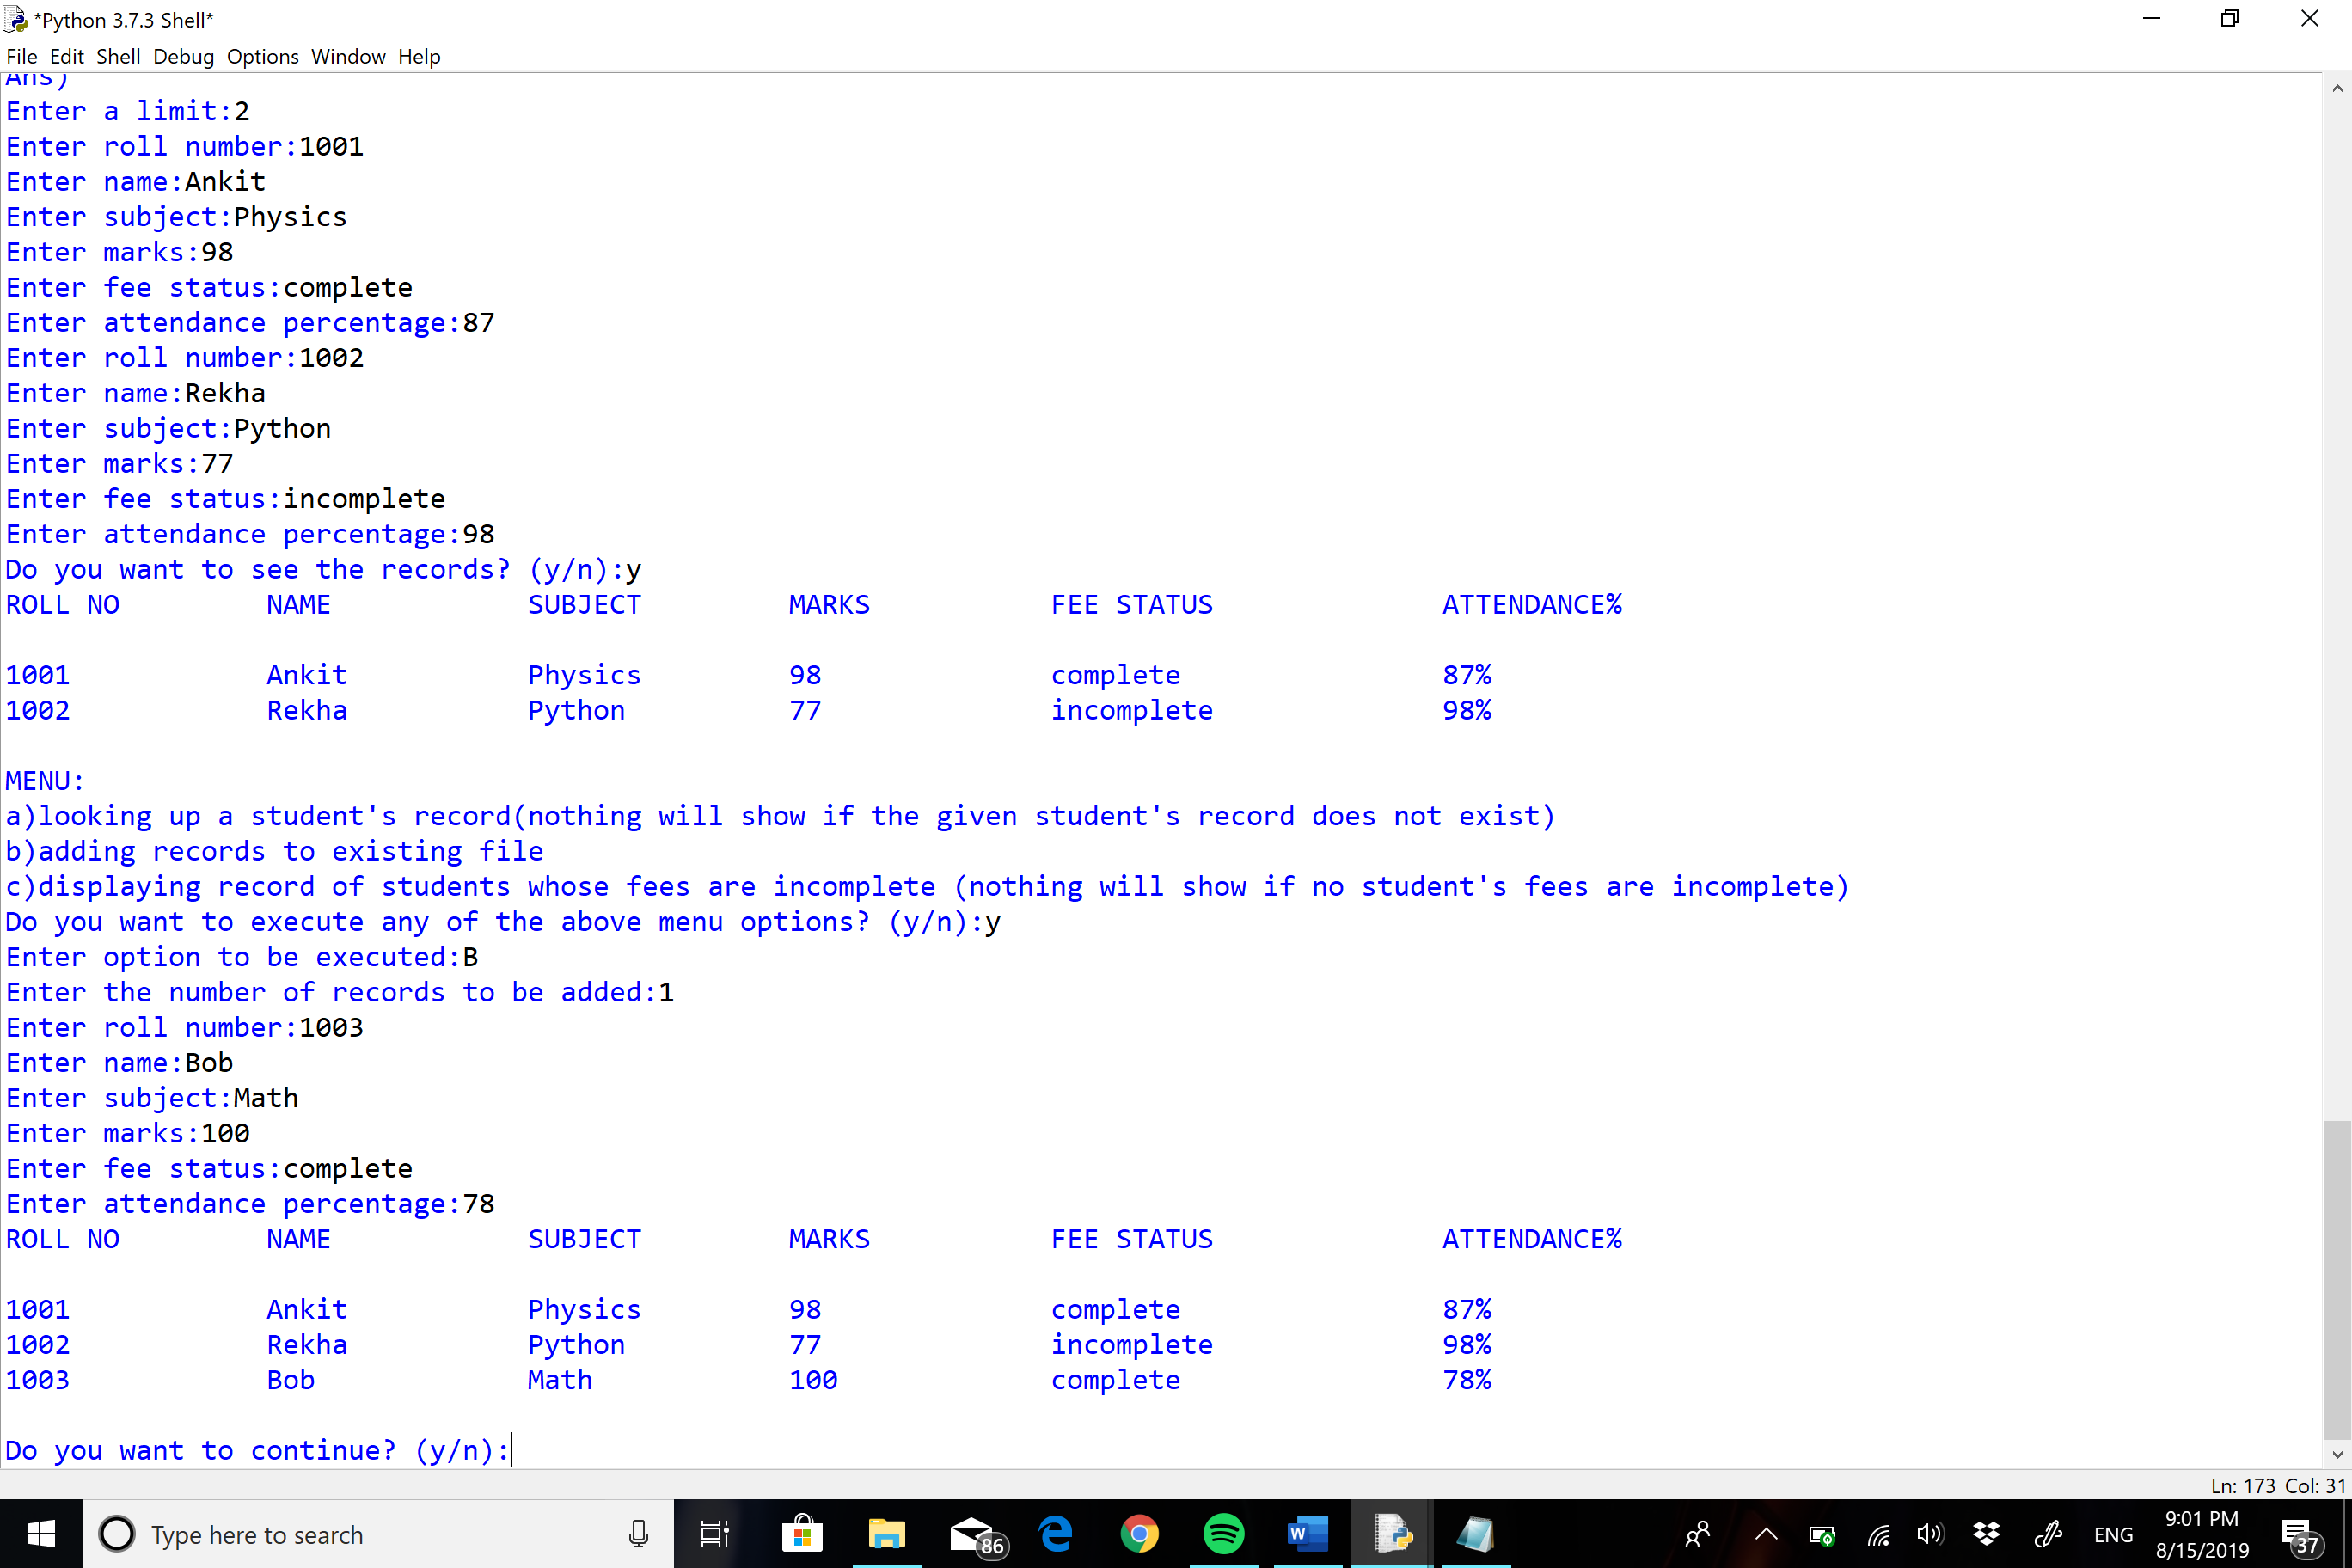 *Python 3.7.3 Shell*
File Edit Shell Debug Options Window Help
Ans)
Enter a limit:2
Enter roll number:1001
Enter name:Ankit
Enter subject:Physics
Enter marks:98
Enter fee status:complete
Enter attendance percentage:87
Enter roll number:1002
Enter name:Rekha
Enter subject:Python
Enter marks:77
Enter fee status:incomplete
Enter attendance percentage:98
Do you want to see the records? (y/n):y
ROLL NO NAME SUBJECT MARKS FEE STATUS ATTENDANCE%
1001 Ankit Physics 98 complete 87%
1002 Rekha Python 77 incomplete 98%
MENU:
a)looking up a student's record(nothing will show if the given student's record does not exist)
b)adding records to existing file
c)displaying record of students whose fees are incomplete (nothing will show if no student's fees are incomplete)
Do you want to execute any of the above menu options? (y/n):y
Enter option to be executed:B
Enter the number of records to be added:1
Enter roll number:1003
Enter name:Bob
Enter subject:Math
Enter marks:100
Enter fee status:complete
Enter attendance percentage:78
ROLL NO NAME SUBJECT MARKS FEE STATUS ATTENDANCE%
1001 Ankit Physics 98 complete 87%
1002 Rekha Python 77 incomplete 98%
1003 Bob Math 100 complete 78%
Do you want to continue? (y/n):
Ln: 173 Col: 31
Type here to search 86 W ENG 9:01 PM 37
8/15/2019